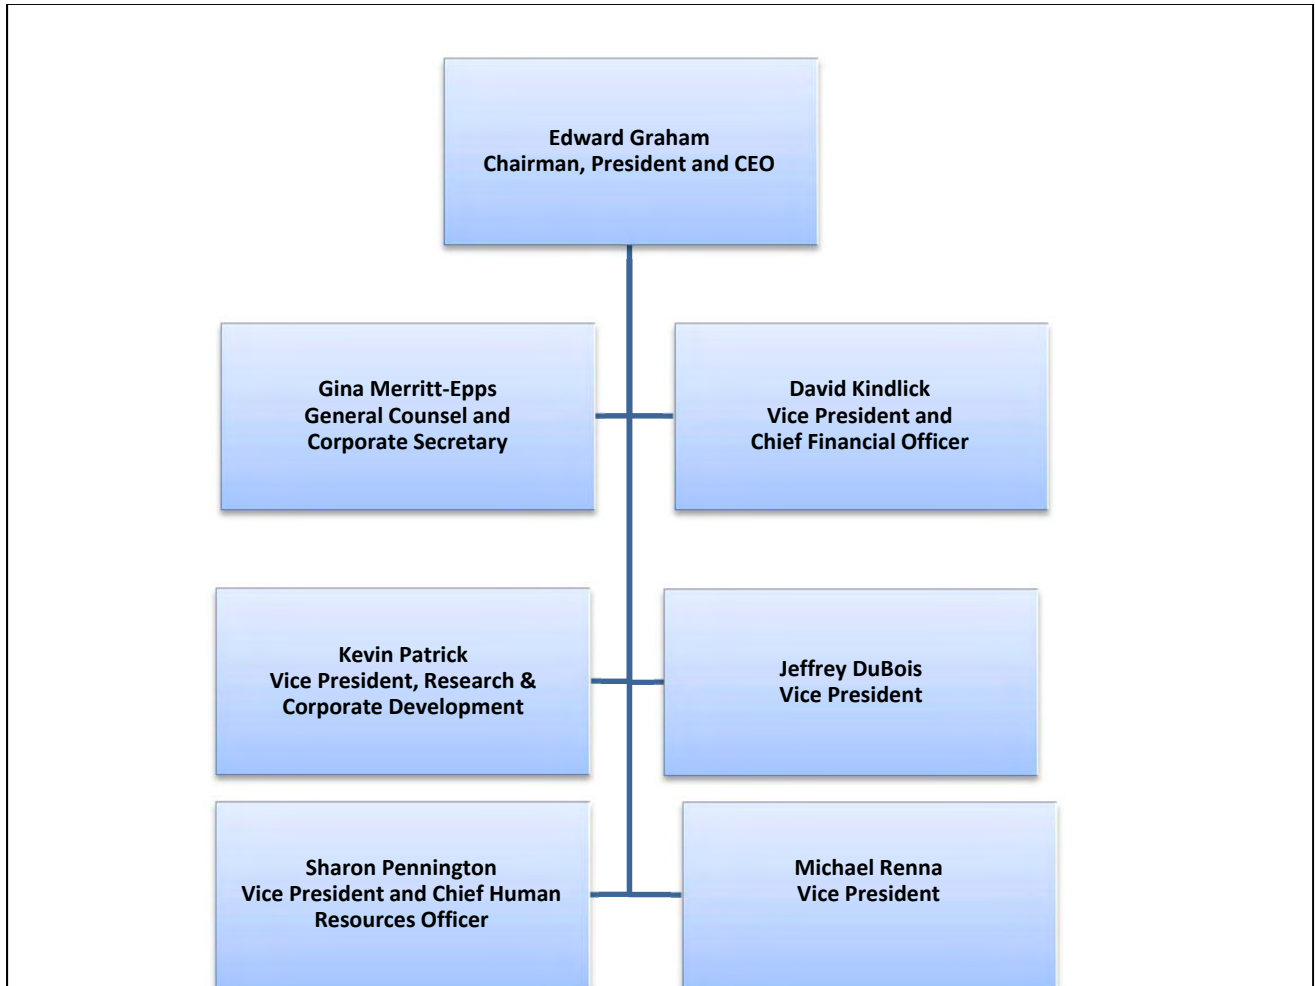 Edward Graham
Chairman, President and CEO
Gina Merritt-Epps
General Counsel and
Corporate Secretary
David Kindlick
Vice President and
Chief Financial Officer
Kevin Patrick
Vice President, Research &
Corporate Development
Jeffrey DuBois
Vice President
Sharon Pennington
Vice President and Chief Human
Resources Officer
Michael Renna
Vice President